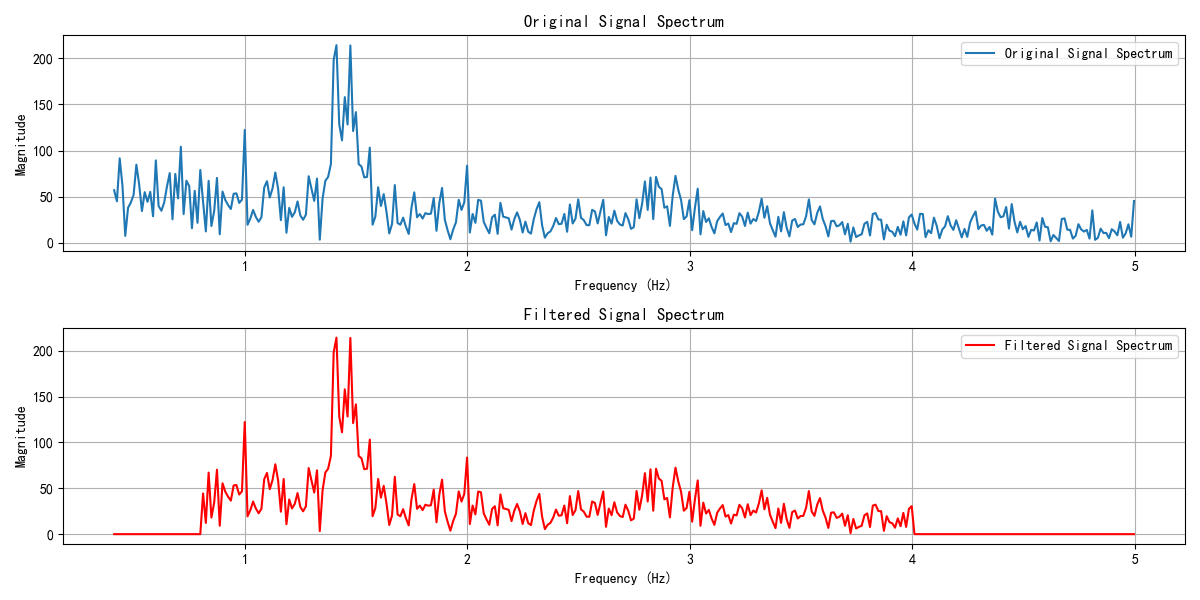 Original Signal Spectrum
Original Signal Spectrum
200
150
100
50
0
Magnitude
1 2 3 4 5
Frequency (Hz)
Filtered Signal Spectrum
Filtered Signal Spectrum
200
150
100
50
0
Magnitude
1 2 3 4 5
Frequency (Hz)